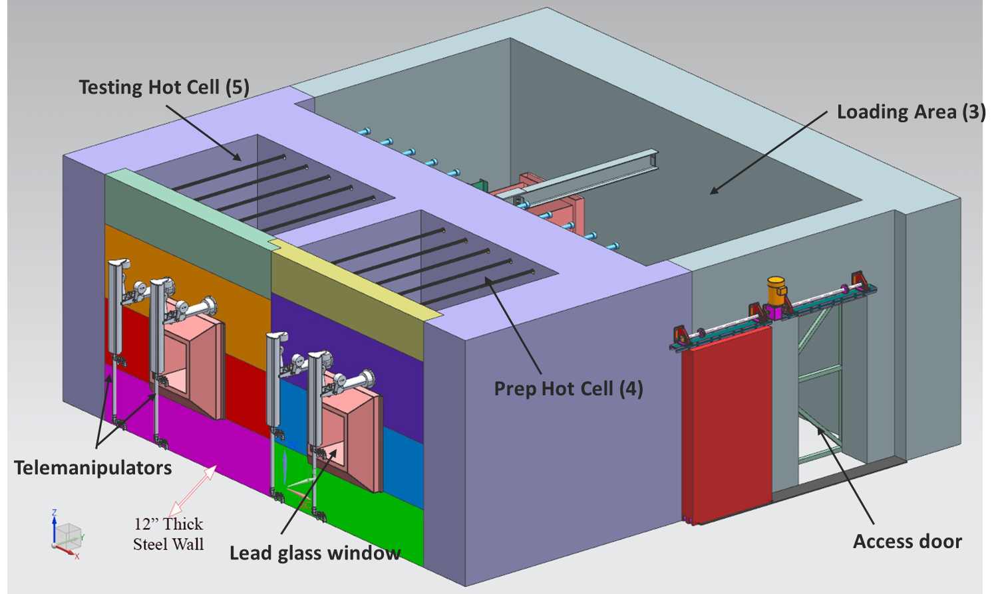 Testing Hot Cell (5)
Loading Area (3)
Prep Hot Cell (4)
Telemanipulators
12” Thick
Steel Wall
Lead glass window
Access door
Z
Y
X